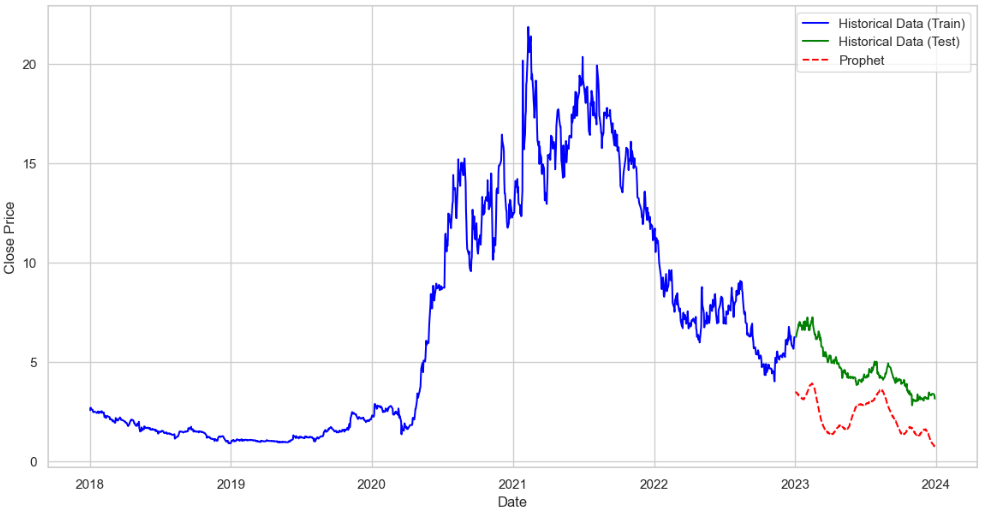 Historical Data (Train)
Historical Data (Test)
Prophet
20
15
10
5
0
Close Price
2018 2019 2020 2021 2022 2023 2024
Date